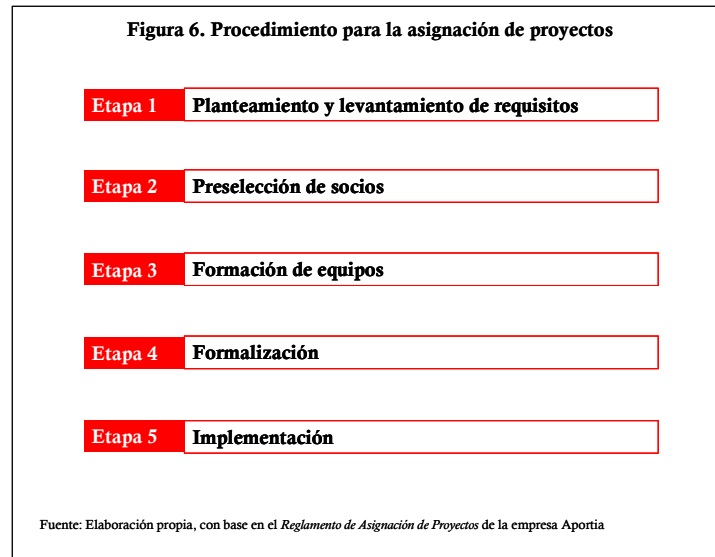 Figura 6. Procedimiento para la asignación de proyectos
Etapa 1 Planteamiento y levantamiento de requisitos
Etapa 2 Preselección de socios
Etapa 3 Formación de equipos
Etapa 4 Formalización
Etapa 5 Implementación
Fuente: Elaboración propia, con base en el Reglamento de Asignación de Proyectos de la empresa Aportia